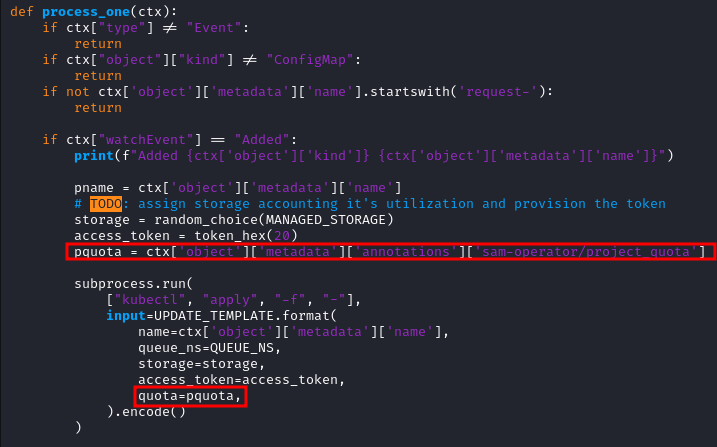 def process_one(ctx):
    if ctx["type"] ≠ "Event":
        return
    if ctx["object"]["kind"] ≠ "ConfigMap":
        return
    if not ctx['object']['metadata']['name'].startswith('request-'):
        return

    if ctx["watchEvent"] == "Added":
        print(f"Added {ctx['object']['kind']} {ctx['object']['metadata']['name']}")

        pname = ctx['object']['metadata']['name']
        # TODO: assign storage accounting it's utilization and provision the token
        storage = random_choice(MANAGED_STORAGE)
        access_token = token_hex(20)
        pquota = ctx['object']['metadata']['annotations']['sam-operator/project_quota']

        subprocess.run(
            ["kubectl", "apply", "-f", "-"],
            input=UPDATE_TEMPLATE.format(
                name=ctx['object']['metadata']['name'],
                queue_ns=QUEUE_NS,
                storage=storage,
                access_token=access_token,
                quota=pquota,
            ).encode()
        )